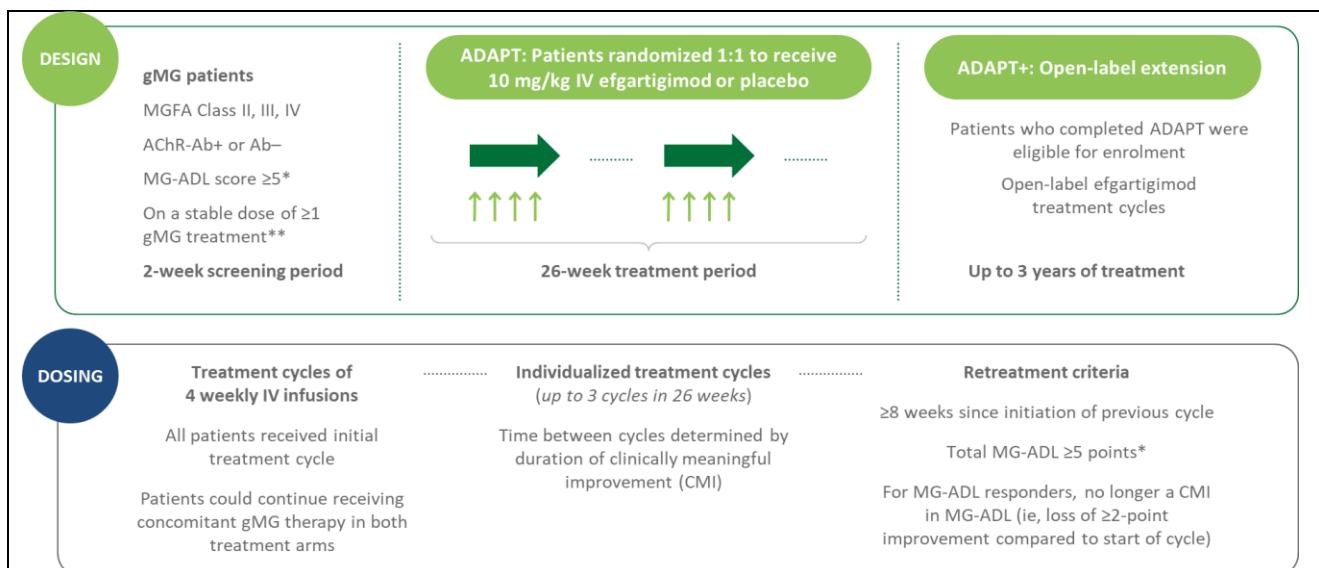 DESIGN
gMG patients
MGFA Class II, III, IV
AChR-Ab+ or Ab–
MG-ADL score ≥5*
On a stable dose of ≥1
gMG treatment**
2-week screening period
ADAPT: Patients randomized 1:1 to receive
10 mg/kg IV efgartigimod or placebo
26-week treatment period
ADAPT+: Open-label extension
Patients who completed ADAPT were
eligible for enrolment
Open-label efgartigimod
treatment cycles
Up to 3 years of treatment
DOSING
Treatment cycles of
4 weekly IV infusions
All patients received initial
treatment cycle
Patients could continue receiving
concomitant gMG therapy in both
treatment arms
Individualized treatment cycles
(up to 3 cycles in 26 weeks)
Time between cycles determined by
duration of clinically meaningful
improvement (CMI)
Retreatment criteria
≥8 weeks since initiation of previous cycle
Total MG-ADL ≥5 points*
For MG-ADL responders, no longer a CMI
in MG-ADL (ie, loss of ≥2-point
improvement compared to start of cycle)